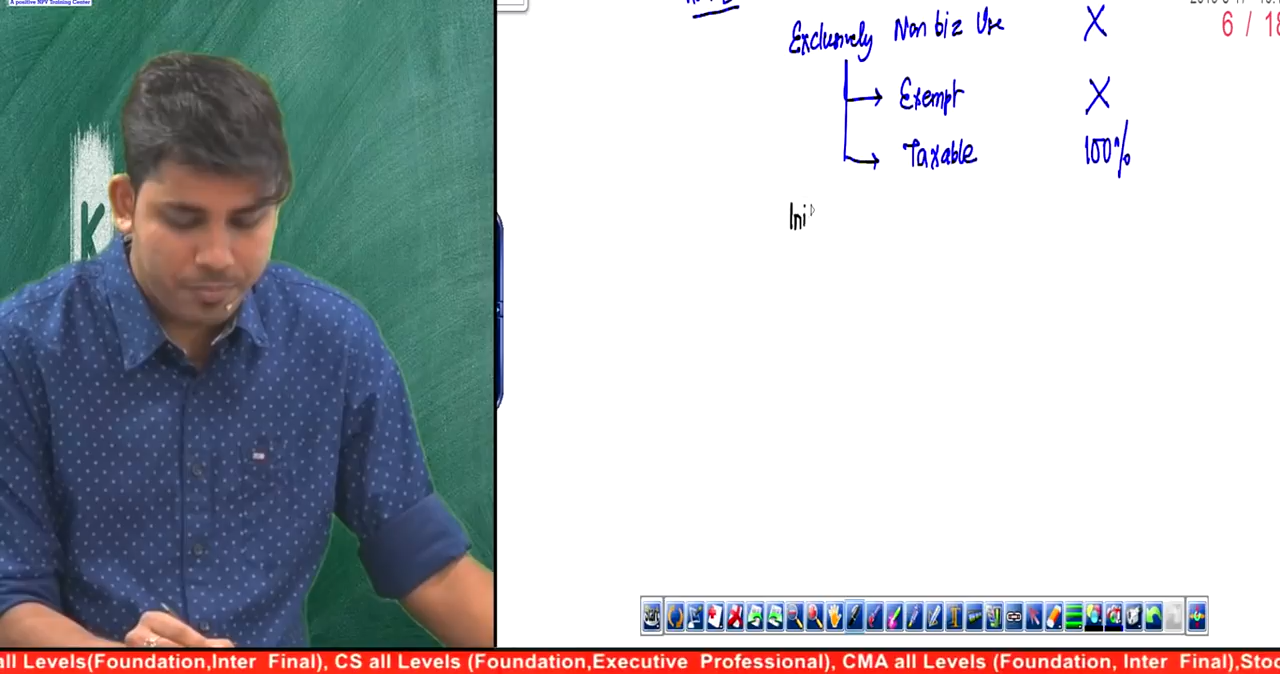 A positive NPV Training Center
6 / 18
Exclusively Non biz Use X
Exempt X
Taxable 100%
Ini
K
all Levels(Foundation,Inter Final), CS all Levels (Foundation,Executive Professional), CMA all Levels (Foundation, Inter Final),Stoc